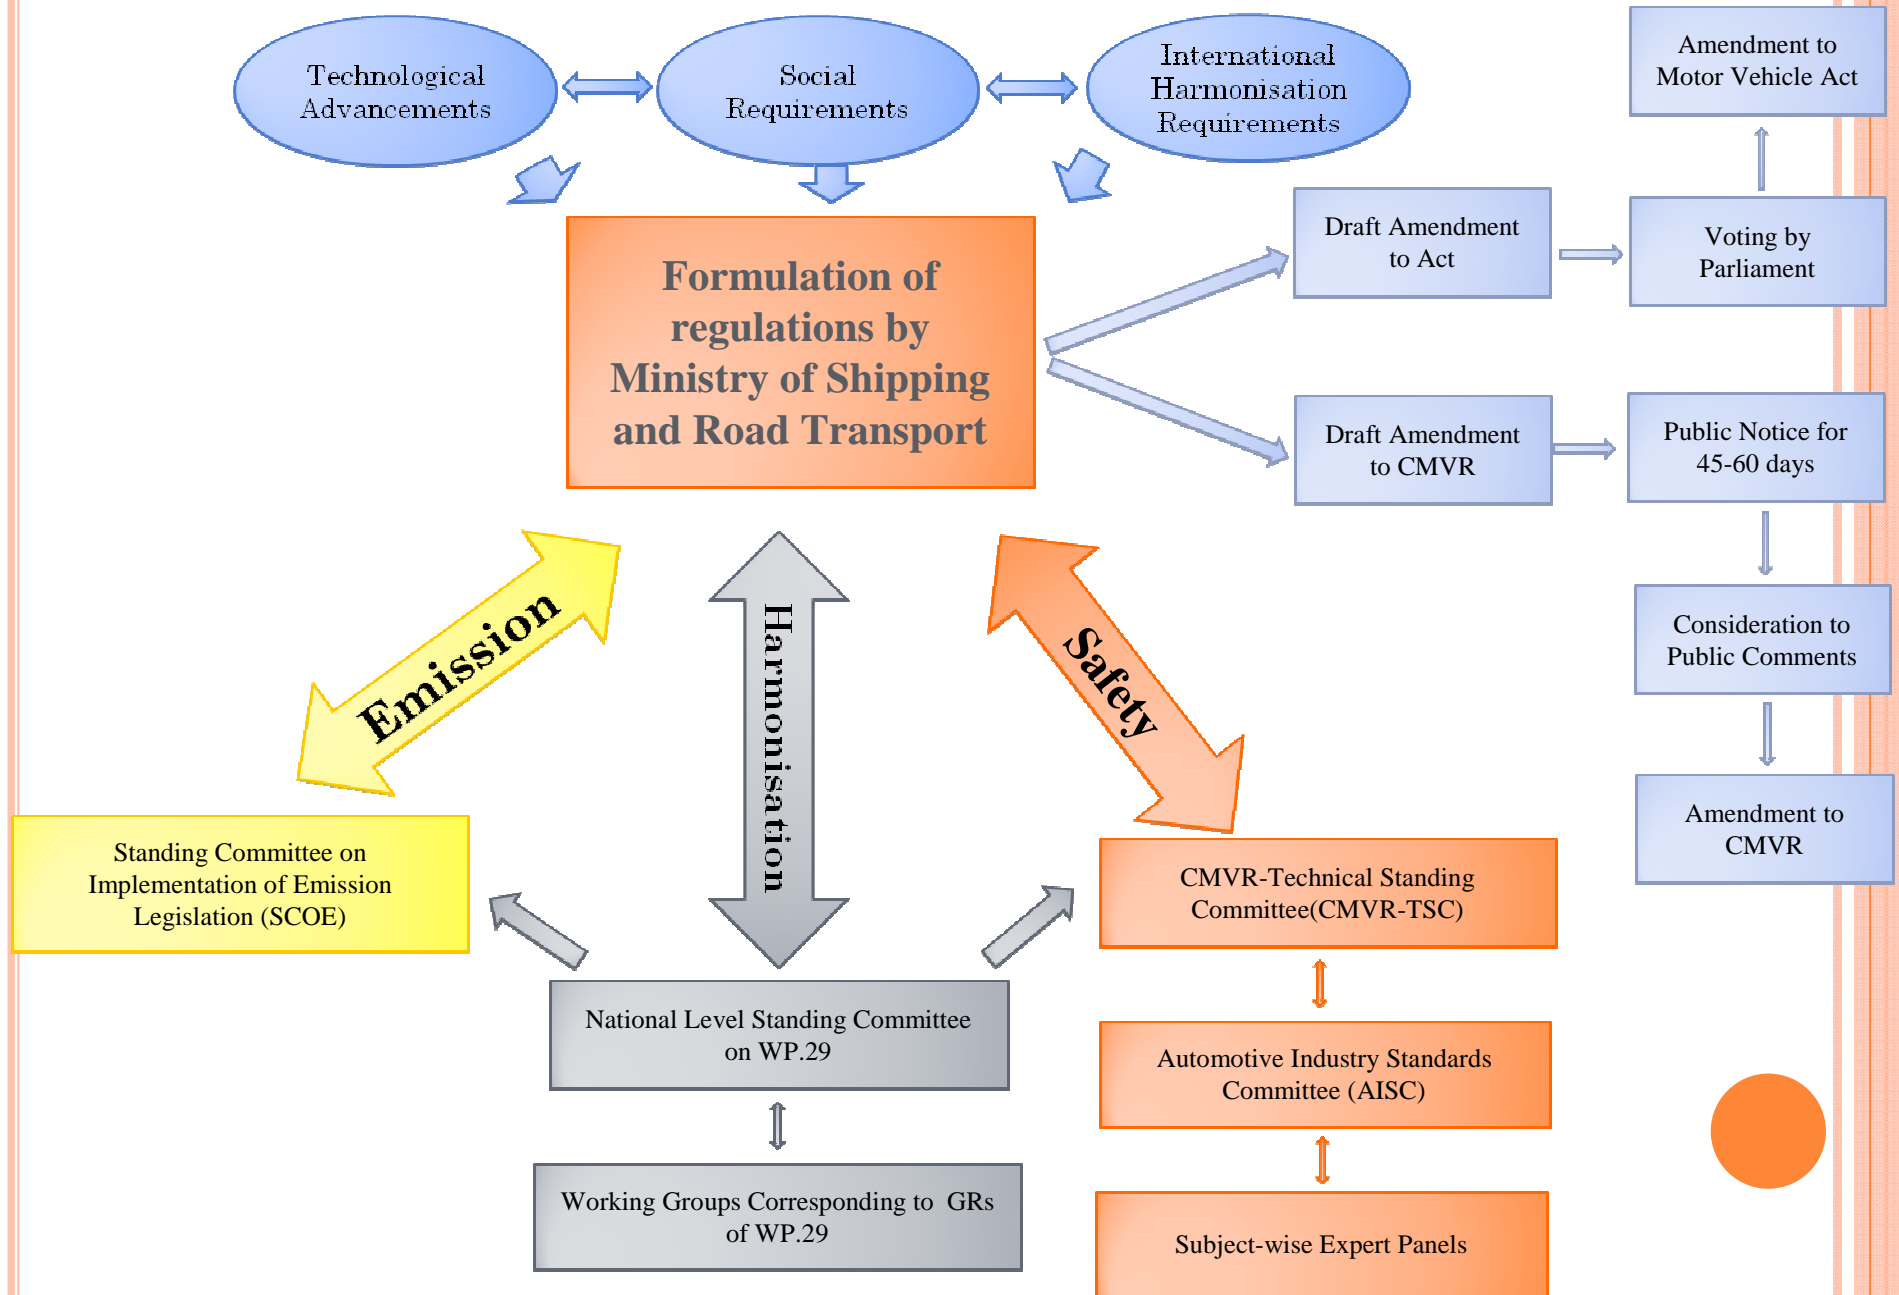 Technological
Advancements
Social
Requirements
International
Harmonisation
Requirements
Amendment to
Motor Vehicle Act
Formulation of
regulations by
Ministry of Shipping
and Road Transport
Draft Amendment
to Act
Voting by
Parliament
Draft Amendment
to CMVR
Public Notice for
45-60 days
Consideration to
Public Comments
Amendment to
CMVR
Emission
Harmonisation
Safety
Standing Committee on
Implementation of Emission
Legislation (SCOE)
CMVR-Technical Standing
Committee(CMVR-TSC)
National Level Standing Committee
on WP.29
Automotive Industry Standards
Committee (AISC)
Working Groups Corresponding to  GRs
of WP.29
Subject-wise Expert Panels